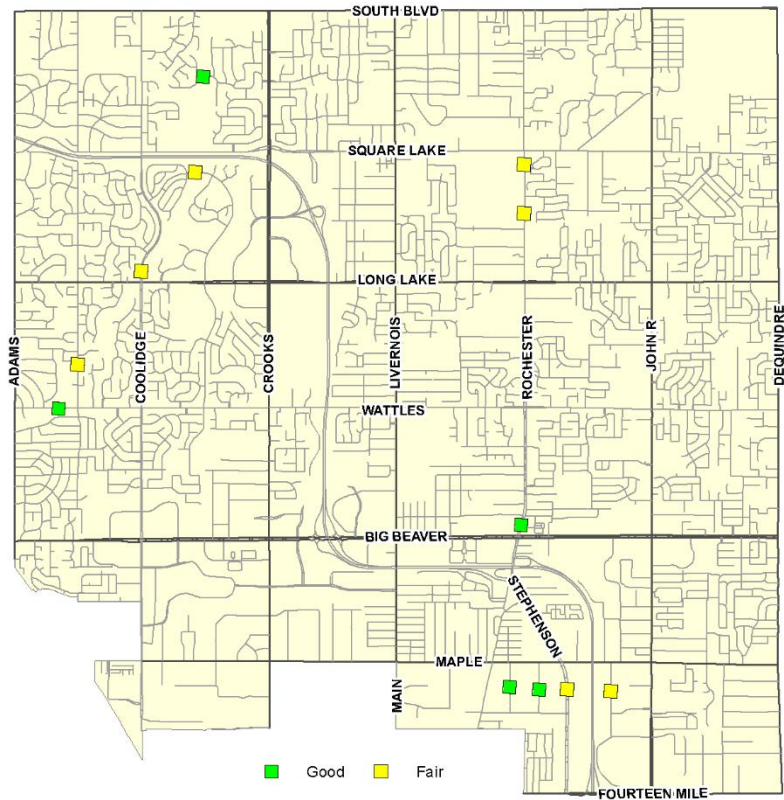 SOUTH BLVD
SQUARE LAKE
LONG LAKE
ADAMS
COOLIDGE
CROOKS
LIVERNOIS
ROCHESTER
JOHN R
DEQUINDRE
WATTLES
BIG BEAVER
STEPHENSON
MAPLE
MAIN
Good
Fair
FOURTEEN MILE